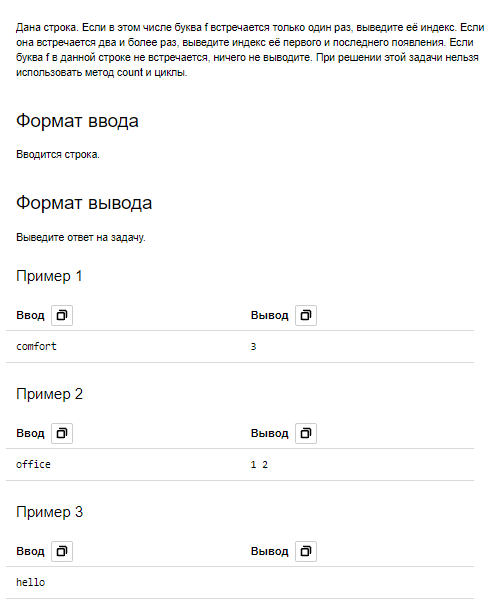 Дана строка. Если в этом числе буква f встречается только один раз, выведите её индекс. Если
она встречается два и более раз, выведите индекс её первого и последнего появления. Если
буква f в данной строке не встречается, ничего не выводите. При решении этой задачи нельзя
использовать метод count и циклы.
Формат ввода
Вводится строка.
Формат вывода
Выведите ответ на задачу.
Пример 1
Ввод Вывод
comfort 3
Пример 2
Ввод Вывод
office 1 2
Пример 3
Ввод Вывод
hello